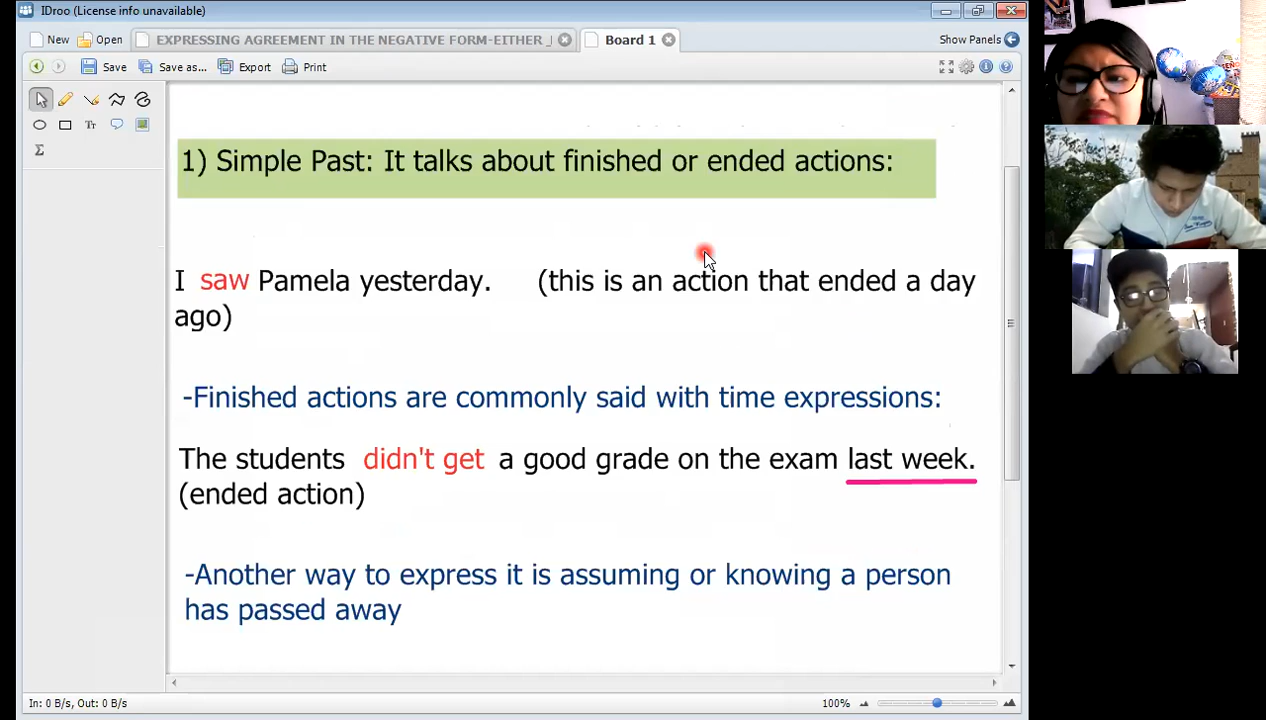 IDroo (License info unavailable)
New Open EXPRESSING AGREEMENT IN THE NEGATIVE FORM-EITHER _ Board 1 Show Panels
Save Save as... Export Print
Tr
Σ
1) Simple Past: It talks about finished or ended actions:
I saw Pamela yesterday. (this is an action that ended a day
ago)
-Finished actions are commonly said with time expressions:
The students didn't get a good grade on the exam last week.
(ended action)
-Another way to express it is assuming or knowing a person
has passed away
In: 0 B/s, Out: 0 B/s 100%